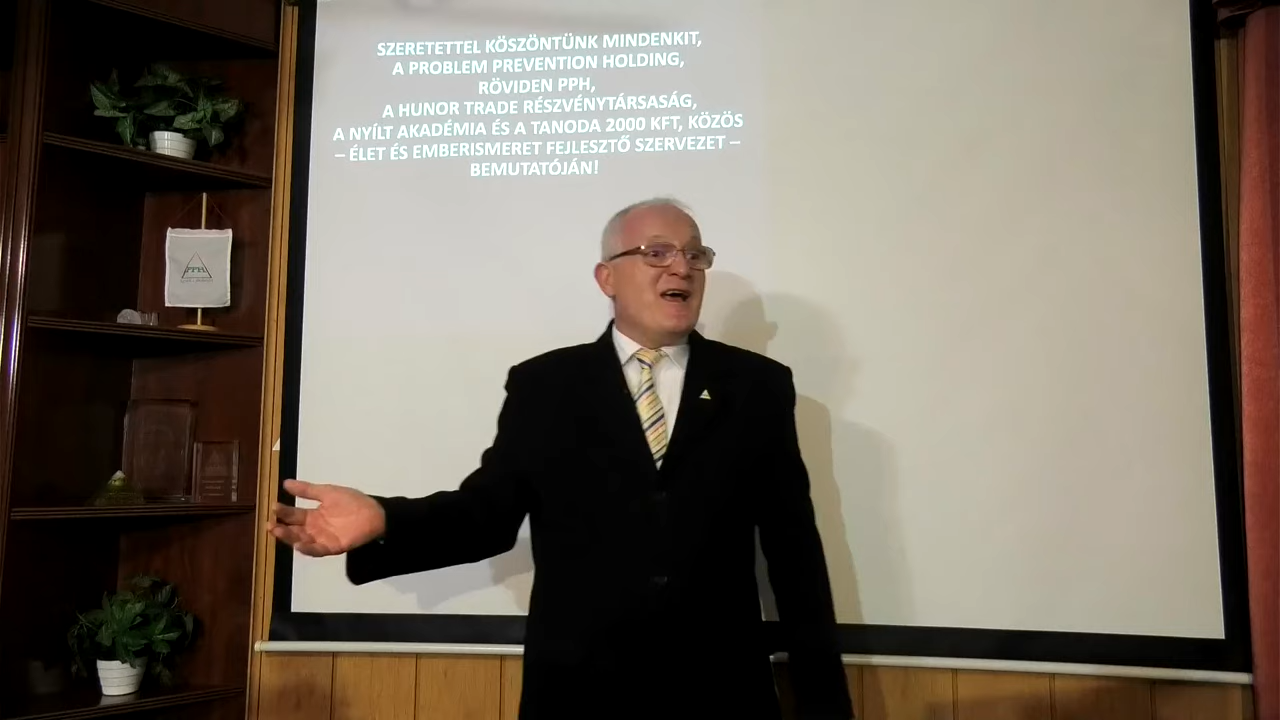 SZERETETTEL KÖSZÖNTÜNK MINDENKIT,
A PROBLEM PREVENTION HOLDING,
RÖVIDEN PPH,
A HUNOR TRADE RÉSZVÉNYTÁRSASÁG,
A NYÍLT AKADÉMIA ÉS A TANODA 2000 KFT, KÖZÖS
– ÉLET ÉS EMBERISMERET FEJLESZTŐ SZERVEZET –
BEMUTATÓJÁN!
PPH